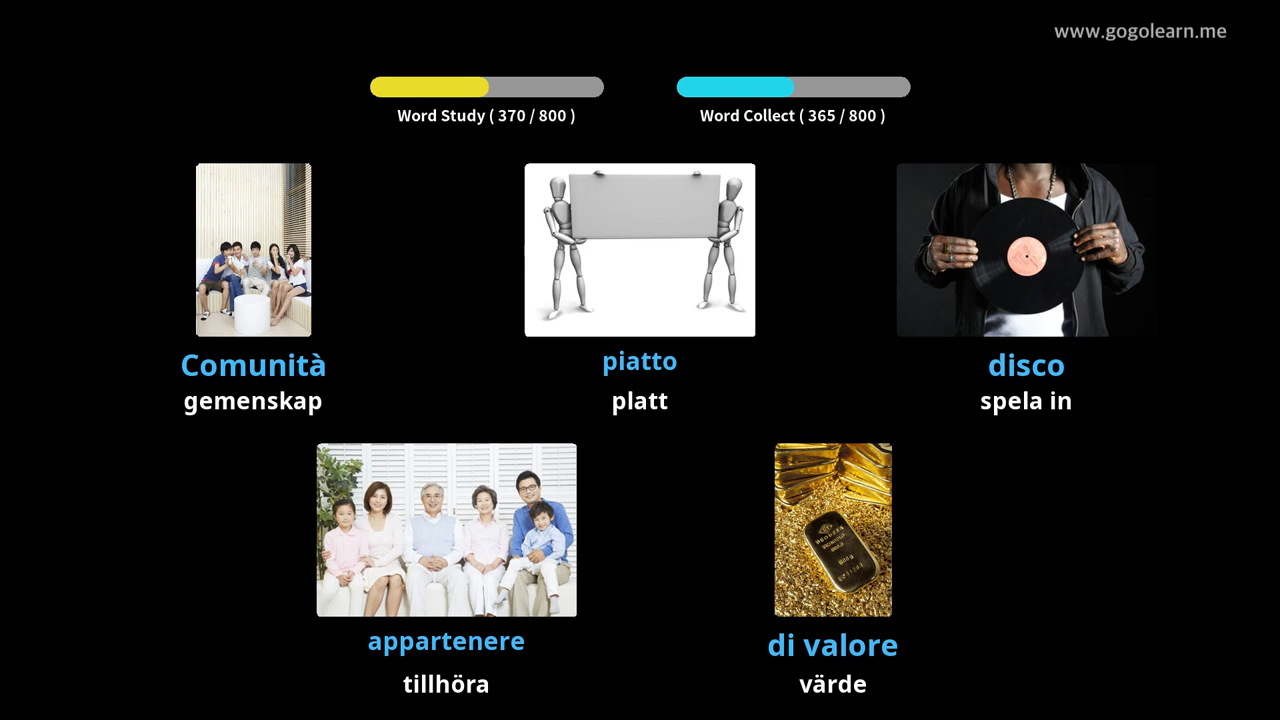 www.gogolearn.me
Word Study ( 370 / 800 )
Word Collect ( 365 / 800 )
Comunità
gemenskap
piatto
platt
disco
spela in
appartenere
tillhöra
di valore
värde